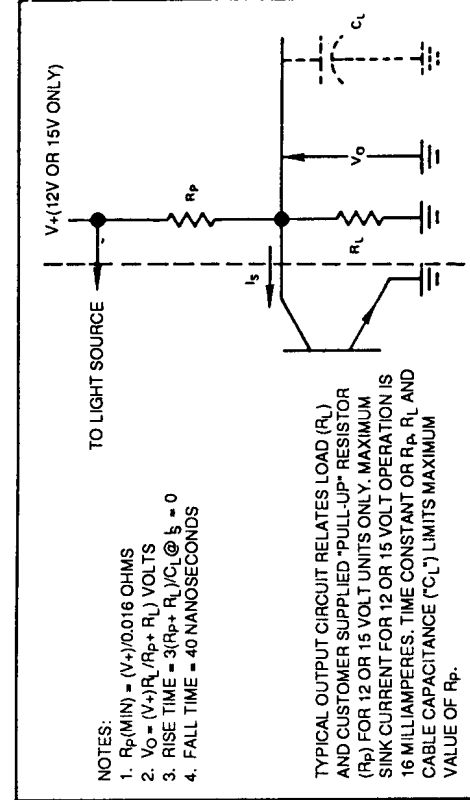 V+(12V OR 15V ONLY)
TO LIGHT SOURCE
RP
IS
RL
VO
CL
NOTES:
1. RP(MIN) = (V+)/0.016 OHMS
2. VO = (V+)RL/RP+ RL) VOLTS
3. RISE TIME = 3(RP+ RL)/CL@ IS = 0
4. FALL TIME = 40 NANOSECONDS
TYPICAL OUTPUT CIRCUIT RELATES LOAD (RL)
AND CUSTOMER SUPPLIED "PULL-UP" RESISTOR
(RP) FOR 12 OR 15 VOLT UNITS ONLY. MAXIMUM
SINK CURRENT FOR 12 OR 15 VOLT OPERATION IS
16 MILLIAMPERES. TIME CONSTANT OR RP, RL AND
CABLE CAPACITANCE ("CL") LIMITS MAXIMUM
VALUE OF RP.